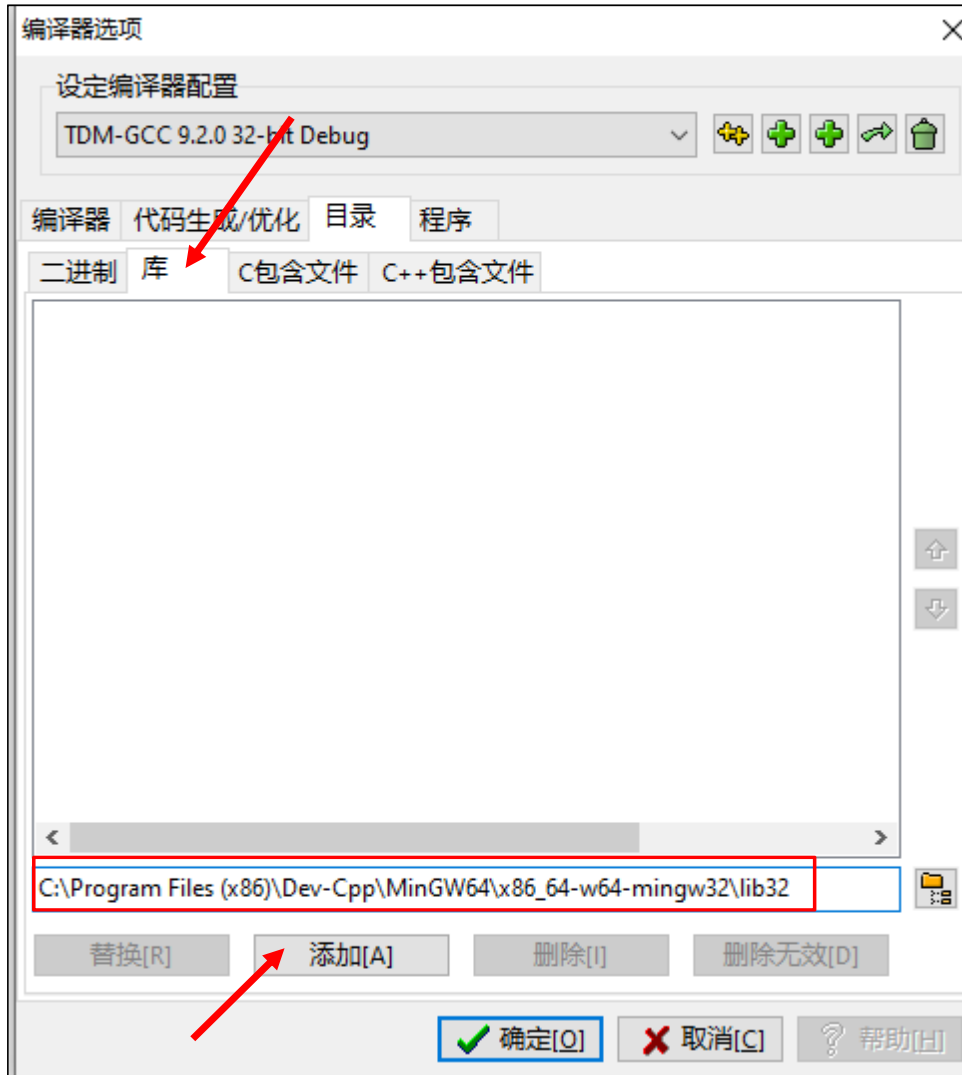 编译器选项
设定编译器配置
TDM-GCC 9.2.0 32-bit Debug
编译器 代码生成/优化 目录 程序
二进制 库 C包含文件 C++包含文件
C:\Program Files (x86)\Dev-Cpp\MinGW64\x86_64-w64-mingw32\lib32
替换[R] 添加[A] 删除[I] 删除无效[D]
确定[O] 取消[C] 帮助[H]